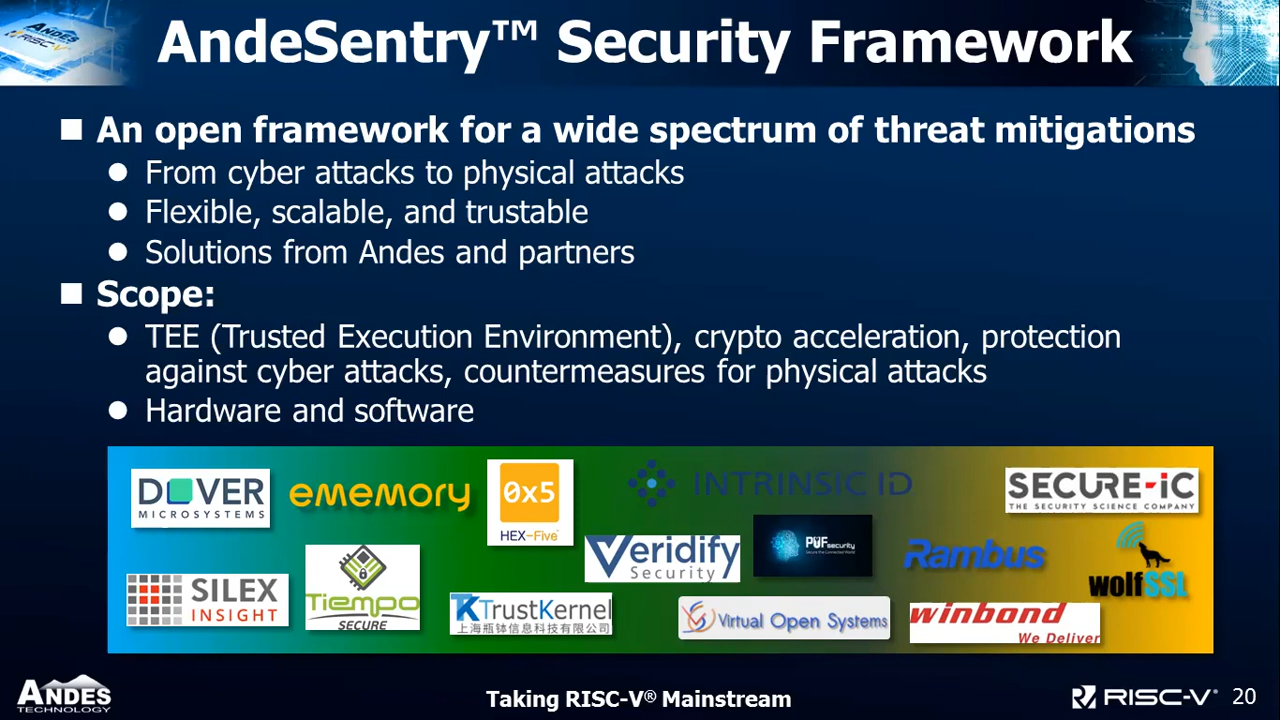 AndeSentry™ Security Framework
An open framework for a wide spectrum of threat mitigations
From cyber attacks to physical attacks
Flexible, scalable, and trustable
Solutions from Andes and partners
Scope:
TEE (Trusted Execution Environment), crypto acceleration, protection
against cyber attacks, countermeasures for physical attacks
Hardware and software
DOVER
MICROSYSTEMS
ememory
0x5
HEX-Five
INTRINSIC ID
SECURE-IC
THE SECURITY SCIENCE COMPANY
Veridify
Security
PUFsecurity
Secure the Connected World
Rambus
wolfSSL
SILEX
INSIGHT
Tiempo
SECURE
TrustKernel
上海瓶钵信息科技有限公司
Virtual Open Systems
winbond
We Deliver
ANDES
TECHNOLOGY
Taking RISC-V® Mainstream
RISC-V®
20